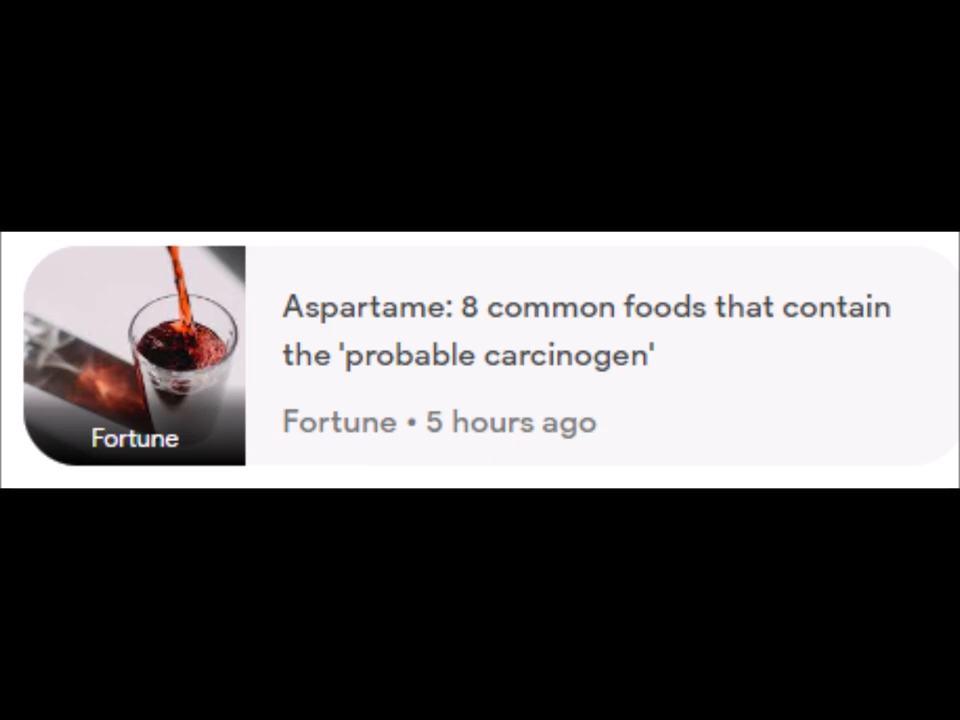 Aspartame: 8 common foods that contain
the 'probable carcinogen'
Fortune • 5 hours ago
Fortune